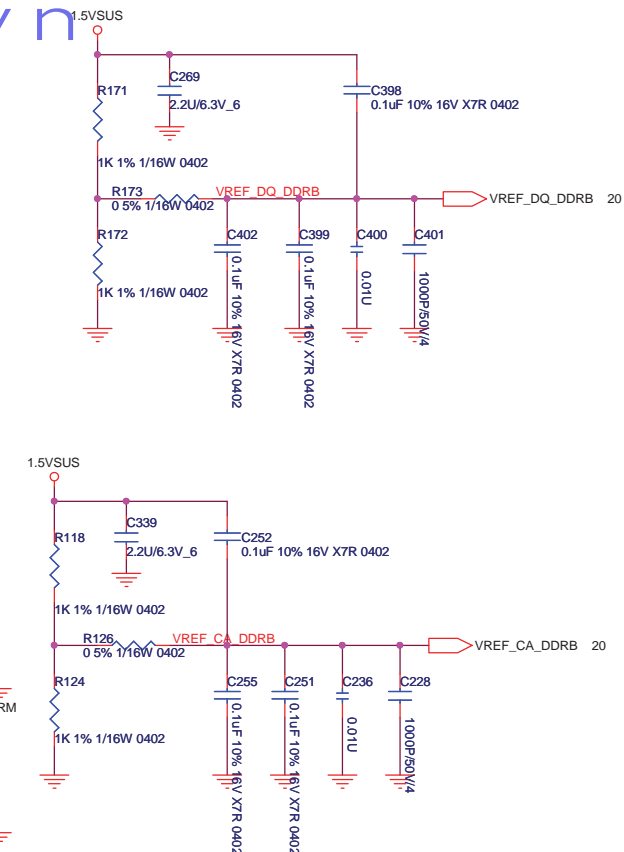 y n
1.5VSUS
R171
1K 1% 1/16W 0402
C269
2.2U/6.3V_6
C398
0.1uF 10% 16V X7R 0402
R173
0 5% 1/16W 0402
VREF_DQ_DDRB
VREF_DQ_DDRB 20
R172
1K 1% 1/16W 0402
C402
0.1uF 10% 16V X7R 0402
C399
0.1uF 10% 16V X7R 0402
C400
0.01U
C401
1000P/50V/4
1.5VSUS
R118
1K 1% 1/16W 0402
C339
2.2U/6.3V_6
C252
0.1uF 10% 16V X7R 0402
R126
0 5% 1/16W 0402
VREF_CA_DDRB
VREF_CA_DDRB 20
R124
1K 1% 1/16W 0402
C255
0.1uF 10% 16V X7R 0402
C251
0.1uF 10% 16V X7R 0402
C236
0.01U
C228
1000P/50V/4
RM